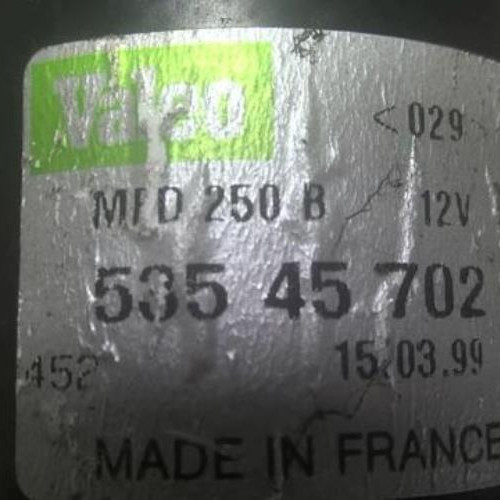 Valeo
<029
MFD 250 B 12V
535 45 702
452 15.03.99
MADE IN FRANCE